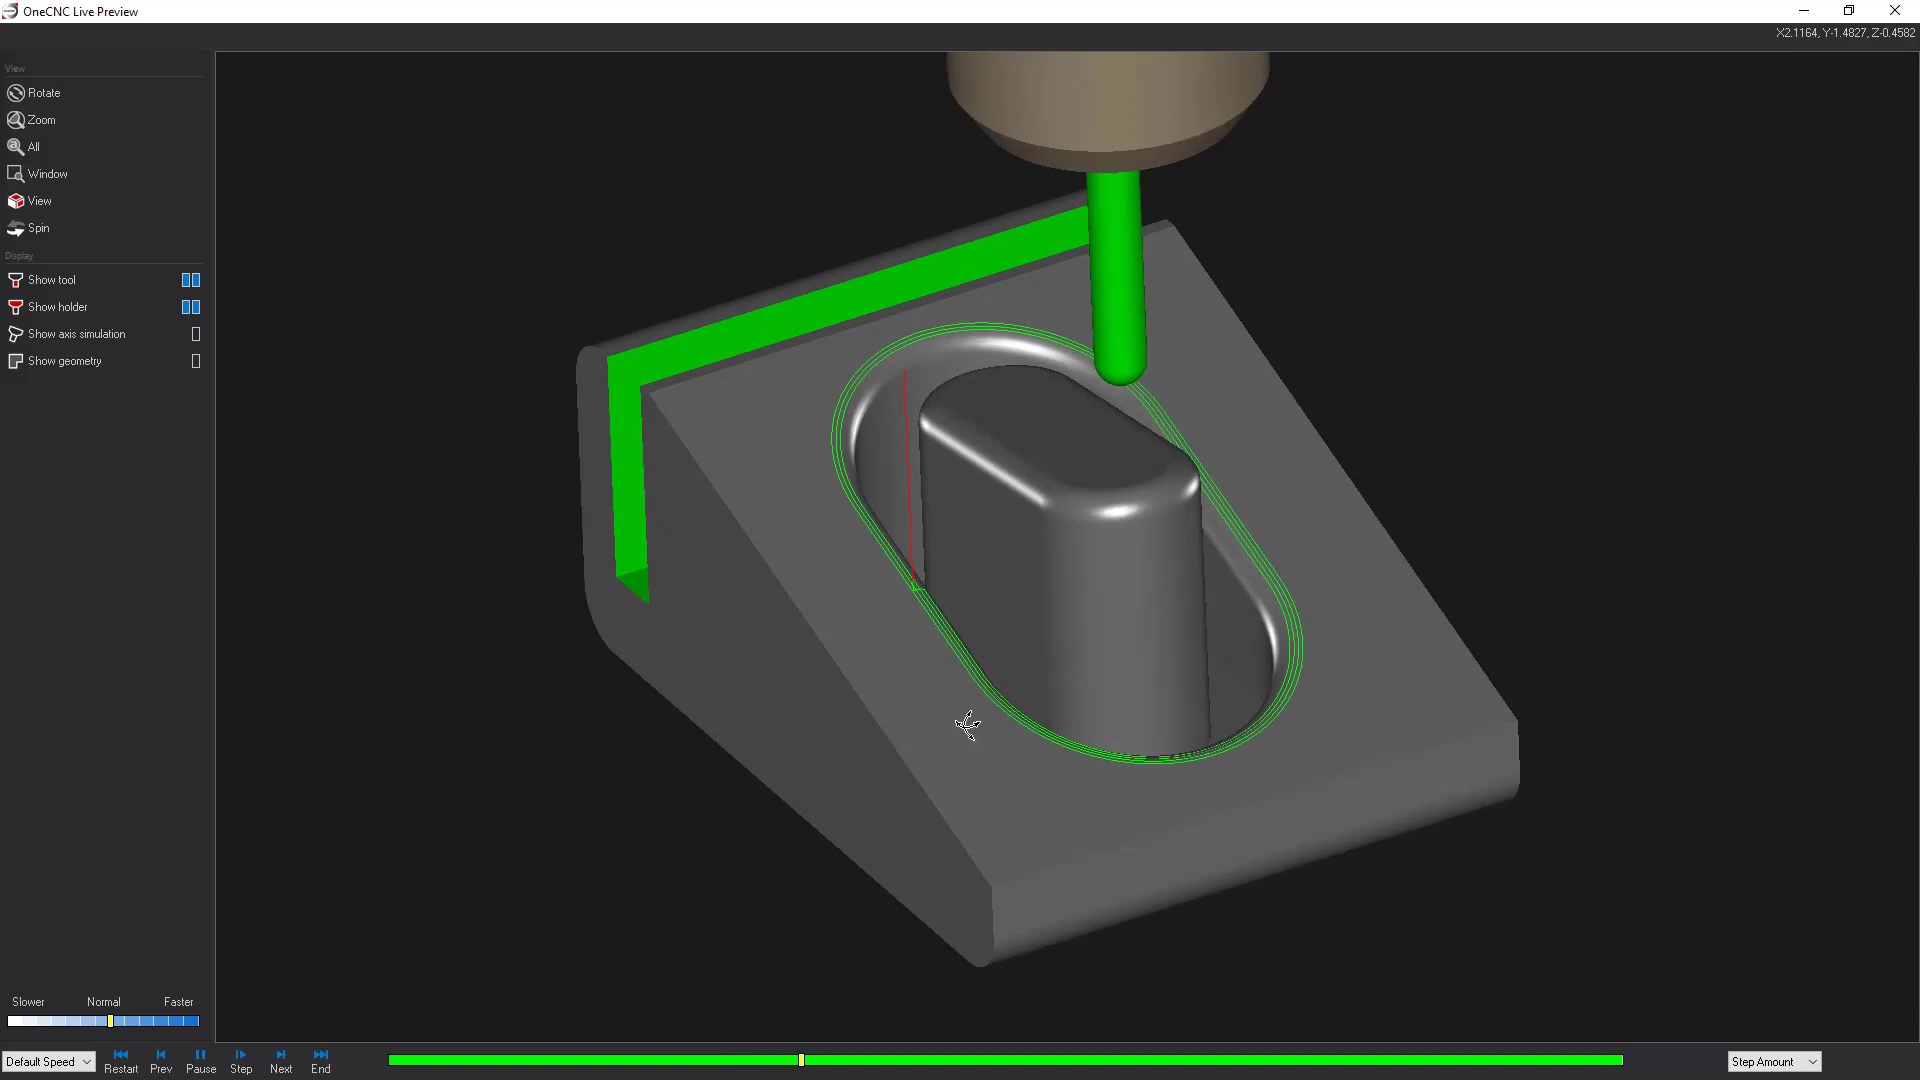 OneCNC Live Preview
X2.1164, Y-1.4827, Z-0.4582
View
Rotate
Zoom
All
Window
View
Spin
Display
Show tool
Show holder
Show axis simulation
Show geometry
Slower Normal Faster
Default Speed Restart Prev Pause Step Next End Step Amount